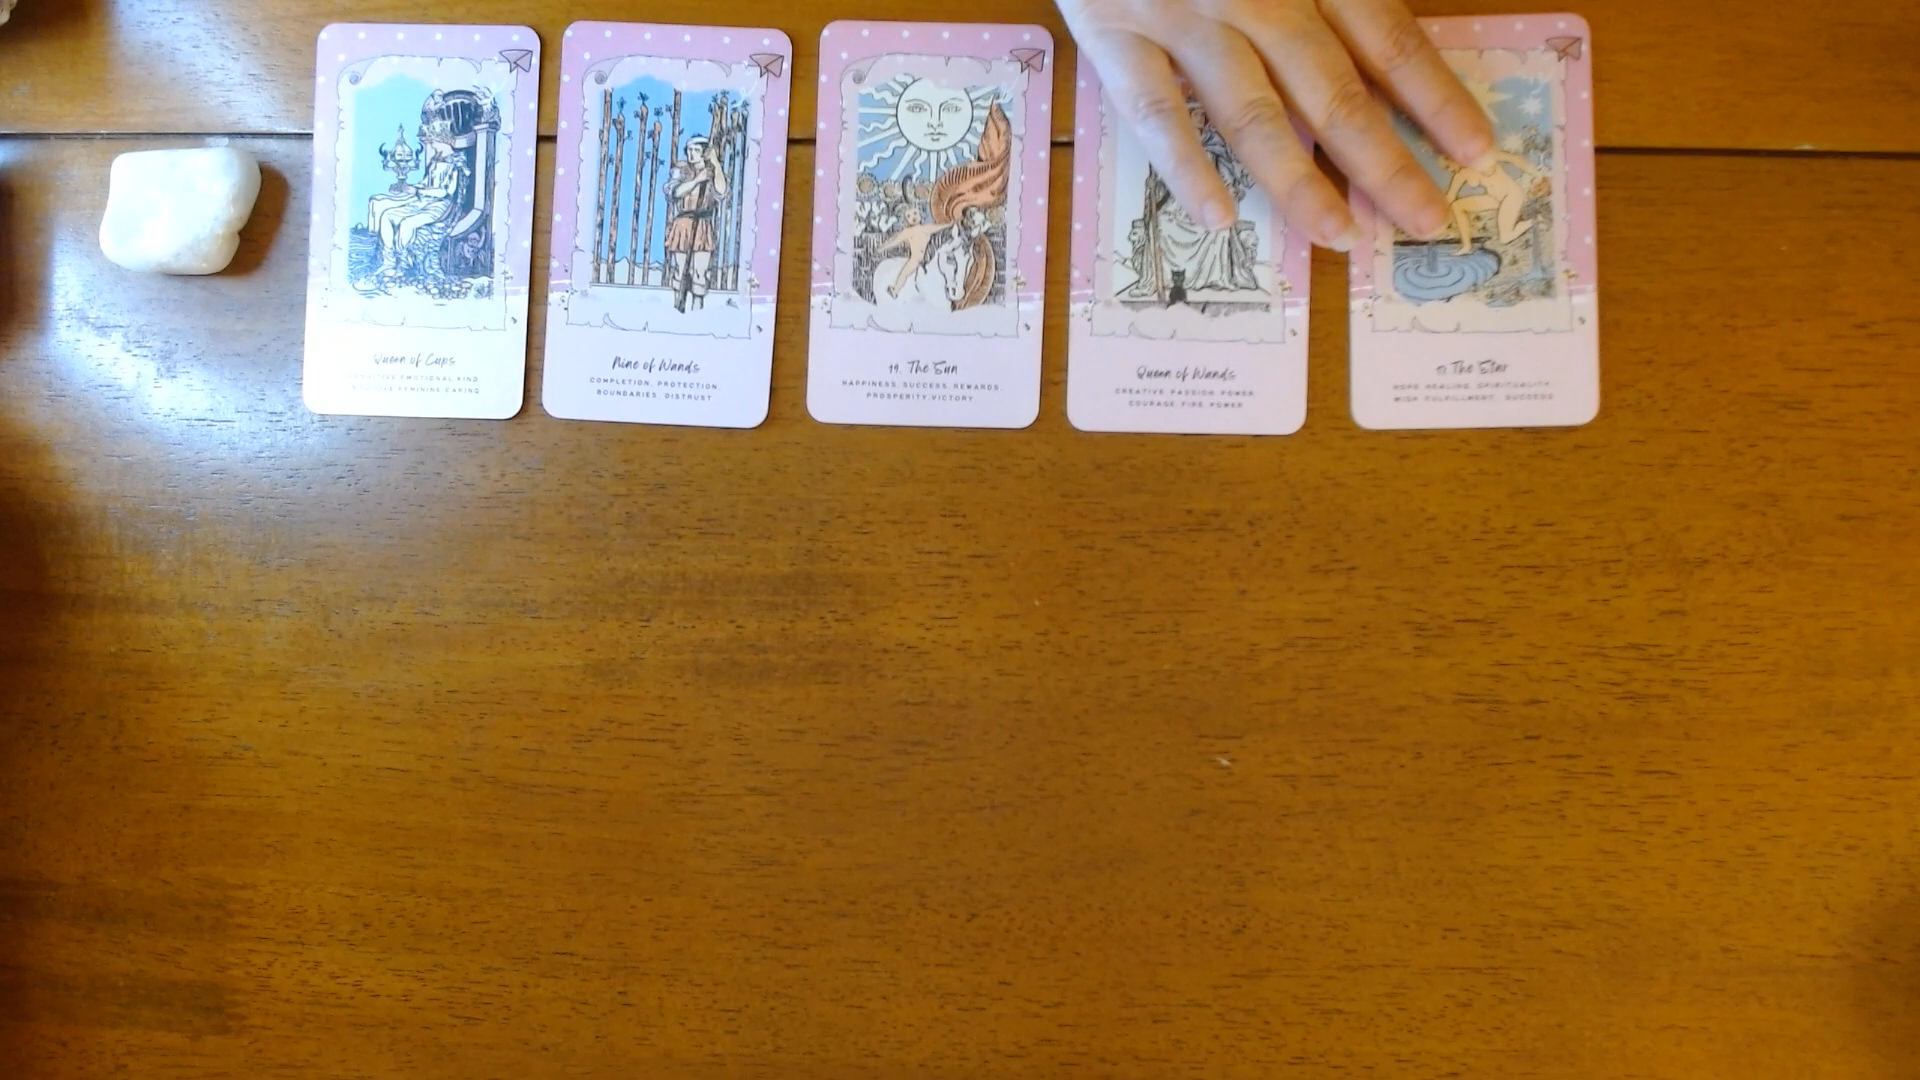 Queen of Cups
EMOTIONAL KIND
FEMININE CARING
Nine of Wands
COMPLETION, PROTECTION
BOUNDARIES, DISTRUST
19. The Sun
HAPPINESS, SUCCESS, REWARDS,
PROSPERITY, VICTORY
Queen of Wands
CREATIVE PASSION POWER
COURAGE, FIRE, POWER
17. The Star
HOPE HEALING, SPIRITUALITY,
WISH FULFILLMENT, SUCCESS